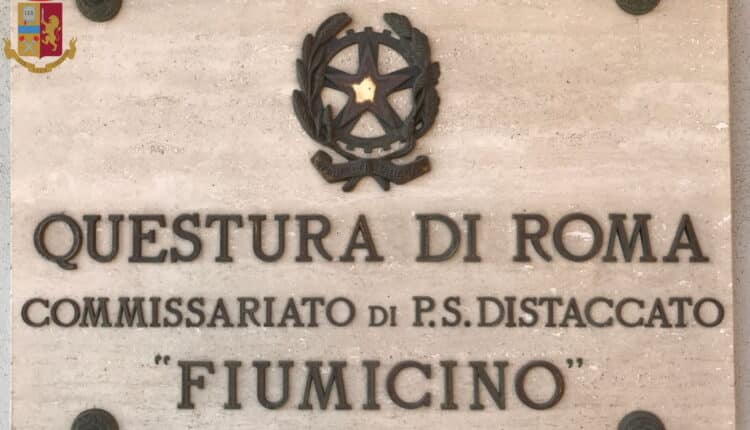 QUESTURA DI ROMA
COMMISSARIATO DI P.S. DISTACCATO
"FIUMICINO"